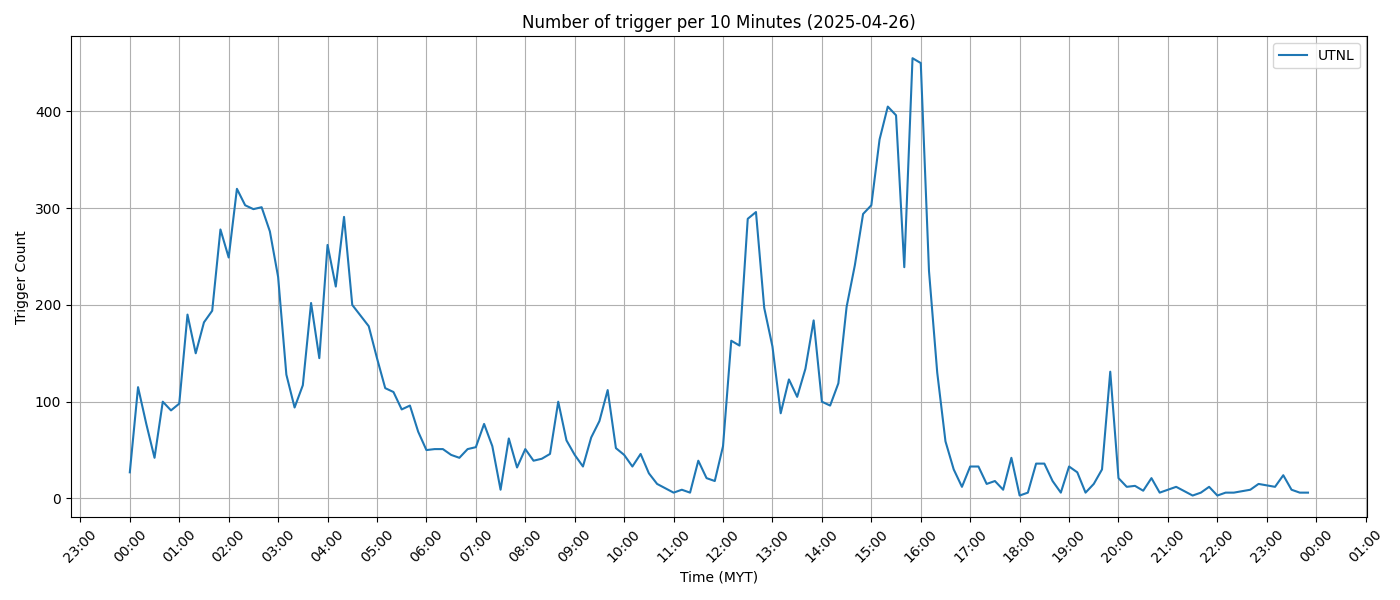 Number of trigger per 10 Minutes (2025-04-26)
UTNL
Trigger Count
400
300
200
100
0
23:00 00:00 01:00 02:00 03:00 04:00 05:00 06:00 07:00 08:00 09:00 10:00 11:00 12:00 13:00 14:00 15:00 16:00 17:00 18:00 19:00 20:00 21:00 22:00 23:00 00:00 01:00
Time (MYT)